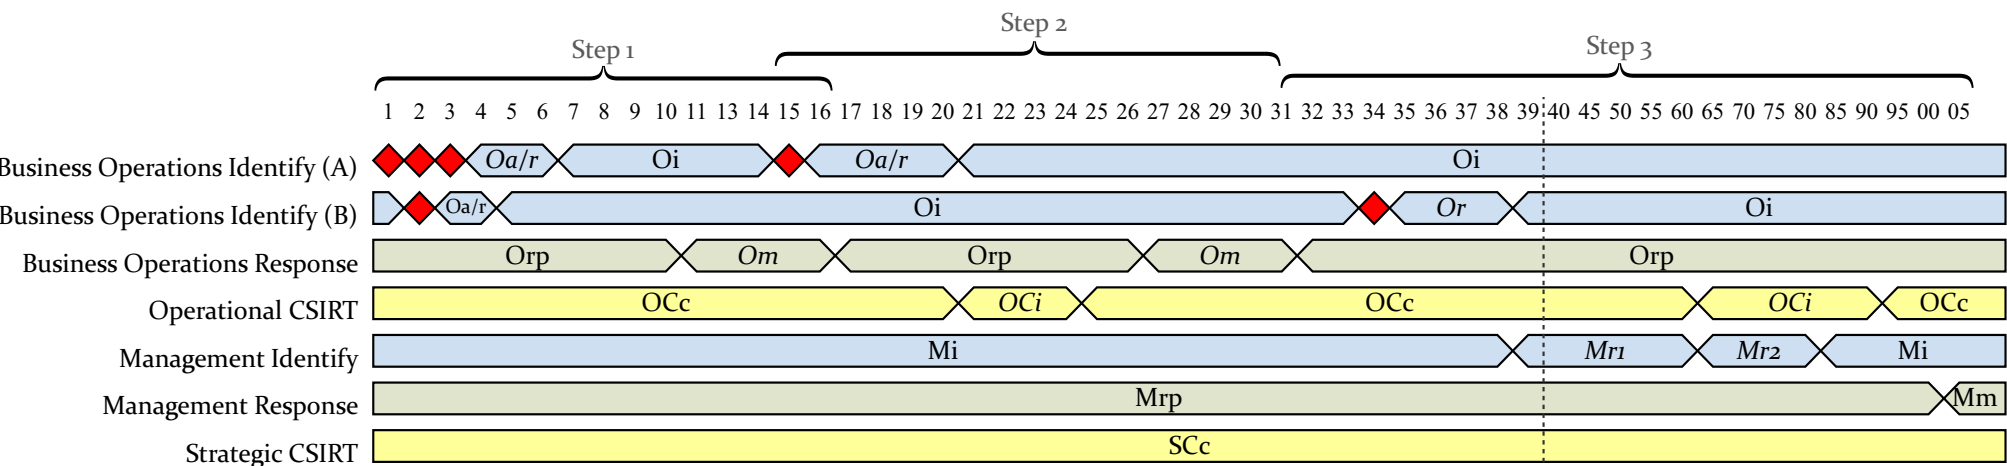 Step 2
Step 1
Step 3
1 2 3 4 5 6 7 8 9 10 11 12 13 14 15 16 17 18 19 20 21 22 23 24 25 26 27 28 29 30 31 32 33 34 35 36 37 38 39 40 45 50 55 60 65 70 75 80 85 90 95 00 05
Business Operations Identify (A) Oa/r Oi Oa/r Oi
Business Operations Identify (B) Oa/r Oi Or Oi
Business Operations Response Orp Om Orp Om Orp
Operational CSIRT OCc OCi OCc OCi OCc
Management Identify Mi Mr1 Mr2 Mi
Management Response Mrp Mm
Strategic CSIRT SCc